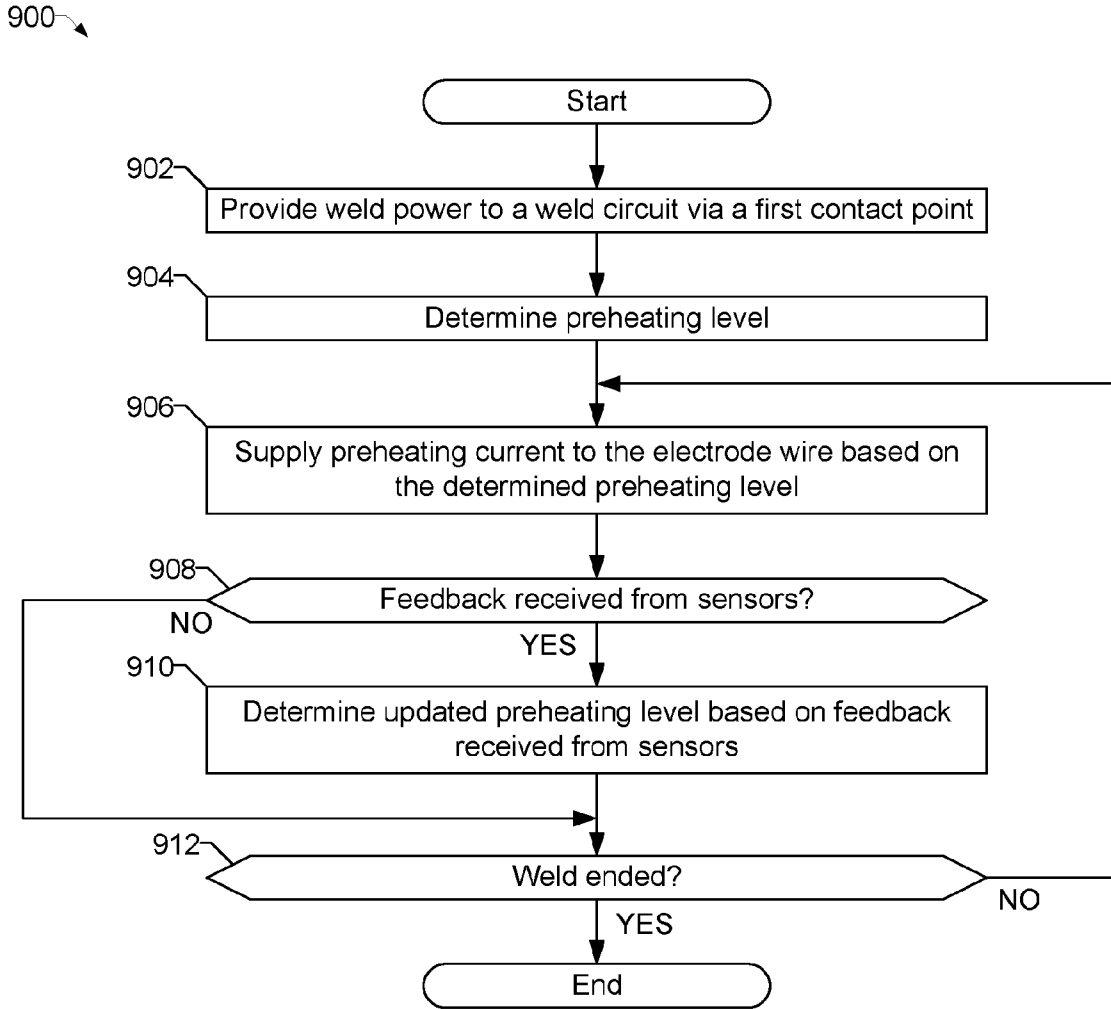 900
Start
902
Provide weld power to a weld circuit via a first contact point
904
Determine preheating level
906
Supply preheating current to the electrode wire based on
the determined preheating level
908
Feedback received from sensors?
NO
YES
910
Determine updated preheating level based on feedback
received from sensors
912
Weld ended?
NO
YES
End